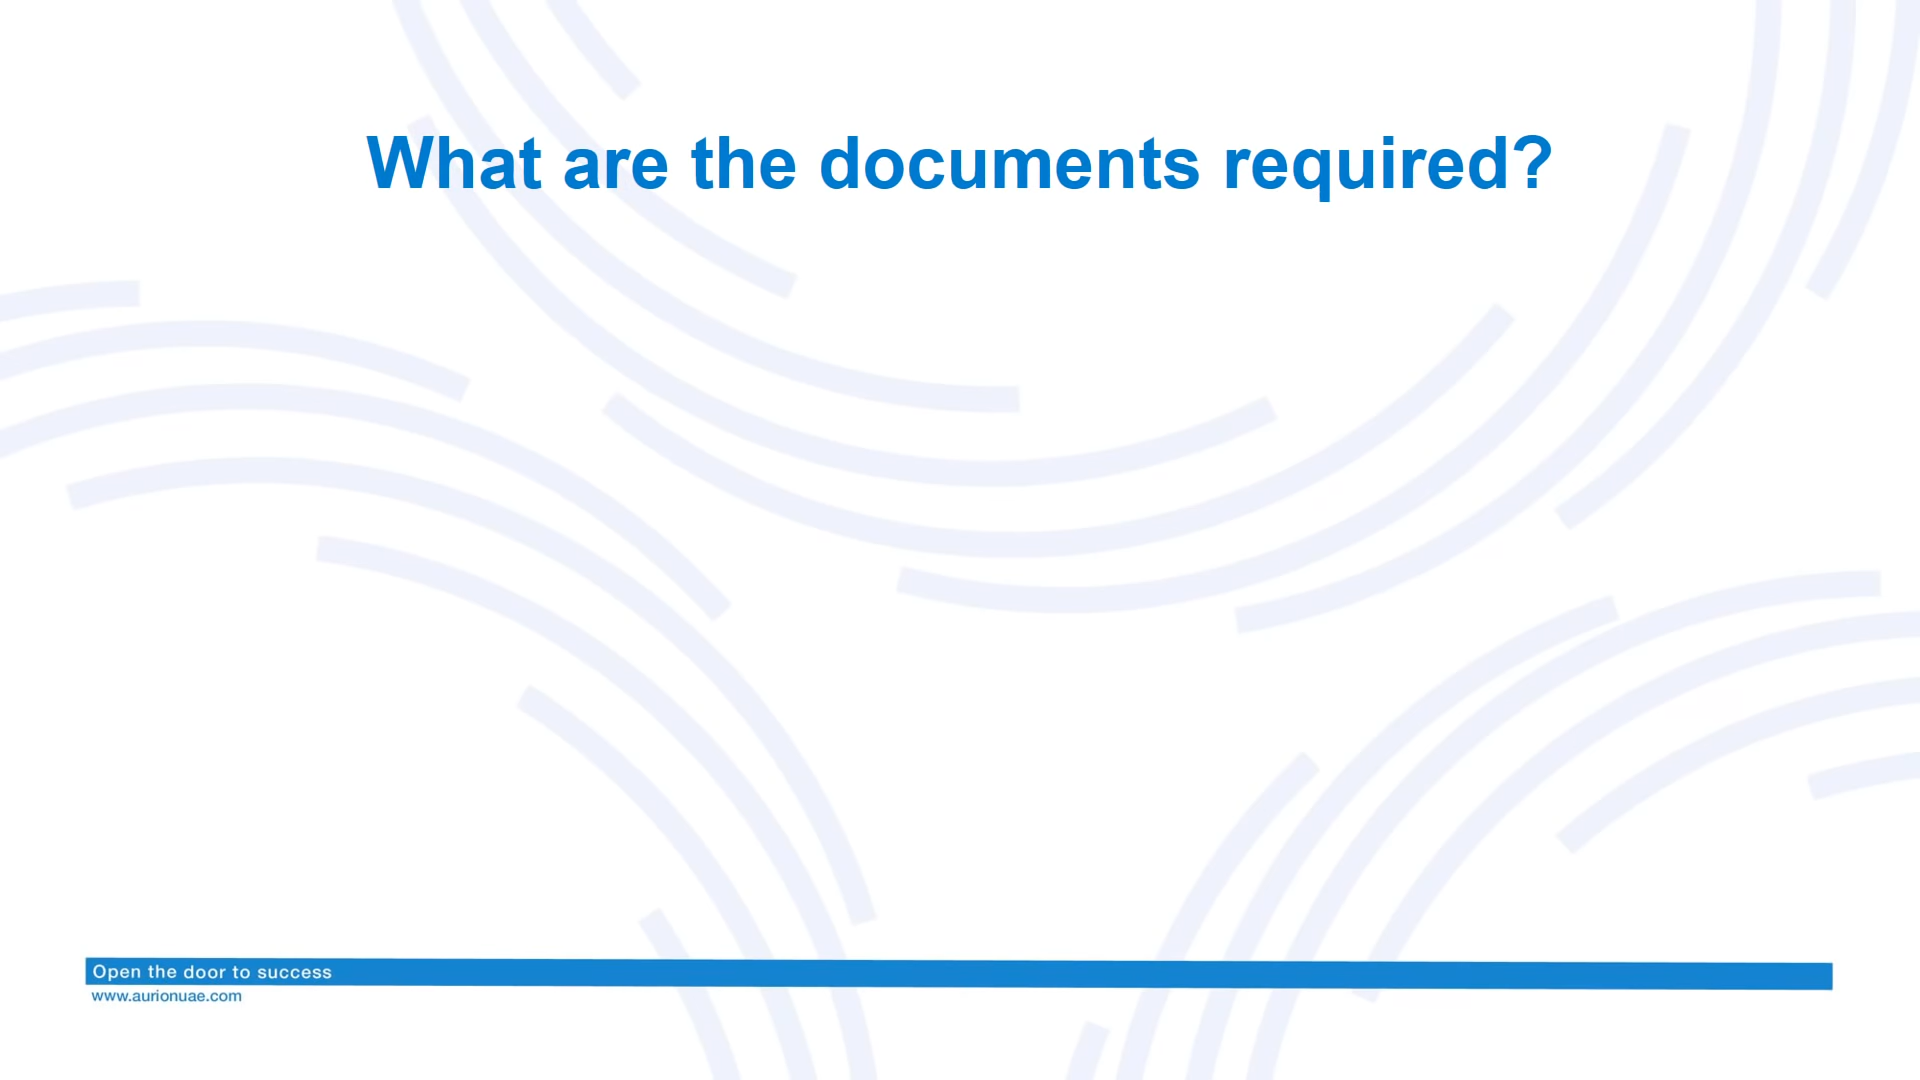 What are the documents required?
Open the door to success
www.aurionuae.com